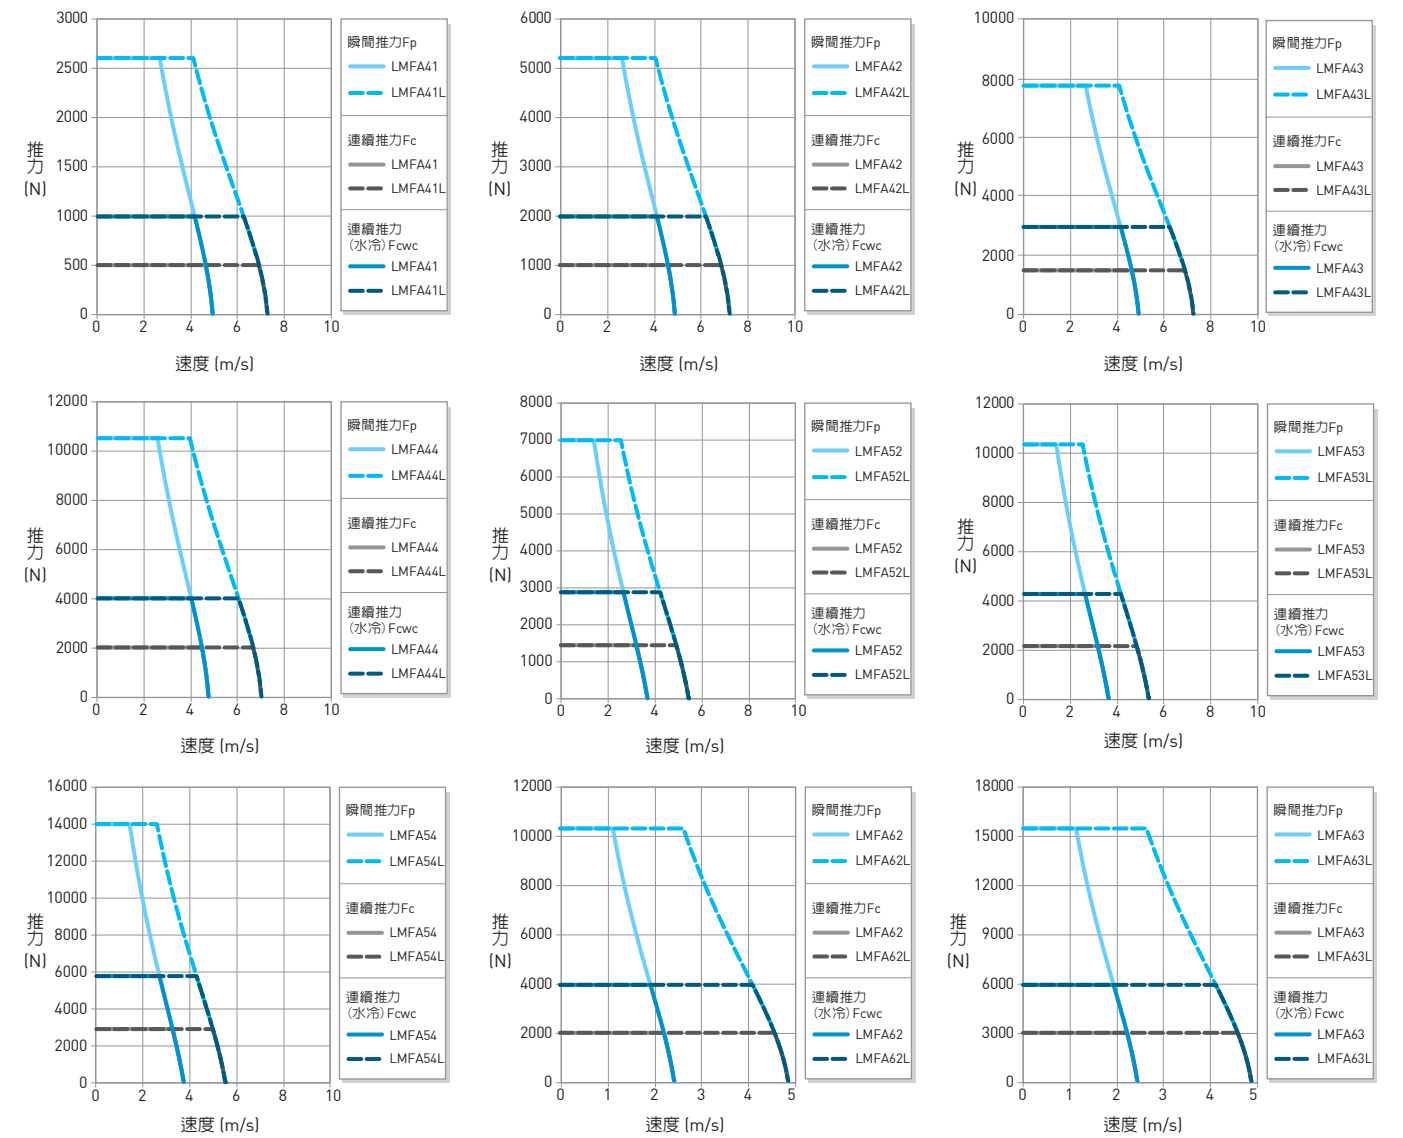 3000
2500
2000
1500
1000
500
0
0 2 4 6 8 10
推力 (N)
速度 (m/s)
瞬間推力Fp
LMFA41
LMFA41L
連續推力Fc
LMFA41
LMFA41L
連續推力
(水冷) Fcwc
LMFA41
LMFA41L
6000
5000
4000
3000
2000
1000
0
0 2 4 6 8 10
推力 (N)
速度 (m/s)
瞬間推力Fp
LMFA42
LMFA42L
連續推力Fc
LMFA42
LMFA42L
連續推力
(水冷) Fcwc
LMFA42
LMFA42L
10000
8000
6000
4000
2000
0
0 2 4 6 8 10
推力 (N)
速度 (m/s)
瞬間推力Fp
LMFA43
LMFA43L
連續推力Fc
LMFA43
LMFA43L
連續推力
(水冷) Fcwc
LMFA43
LMFA43L
12000
10000
8000
6000
4000
2000
0
0 2 4 6 8 10
推力 (N)
速度 (m/s)
瞬間推力Fp
LMFA44
LMFA44L
連續推力Fc
LMFA44
LMFA44L
連續推力
(水冷) Fcwc
LMFA44
LMFA44L
8000
7000
6000
5000
4000
3000
2000
1000
0
0 2 4 6 8 10
推力 (N)
速度 (m/s)
瞬間推力Fp
LMFA52
LMFA52L
連續推力Fc
LMFA52
LMFA52L
連續推力
(水冷) Fcwc
LMFA52
LMFA52L
12000
10000
8000
6000
4000
2000
0
0 2 4 6 8 10
推力 (N)
速度 (m/s)
瞬間推力Fp
LMFA53
LMFA53L
連續推力Fc
LMFA53
LMFA53L
連續推力
(水冷) Fcwc
LMFA53
LMFA53L
16000
14000
12000
10000
8000
6000
4000
2000
0
0 2 4 6 8 10
推力 (N)
速度 (m/s)
瞬間推力Fp
LMFA54
LMFA54L
連續推力Fc
LMFA54
LMFA54L
連續推力
(水冷) Fcwc
LMFA54
LMFA54L
12000
10000
8000
6000
4000
2000
0
0 1 2 3 4 5
推力 (N)
速度 (m/s)
瞬間推力Fp
LMFA62
LMFA62L
連續推力Fc
LMFA62
LMFA62L
連續推力
(水冷) Fcwc
LMFA62
LMFA62L
18000
15000
12000
9000
6000
3000
0
0 1 2 3 4 5
推力 (N)
速度 (m/s)
瞬間推力Fp
LMFA63
LMFA63L
連續推力Fc
LMFA63
LMFA63L
連續推力
(水冷) Fcwc
LMFA63
LMFA63L